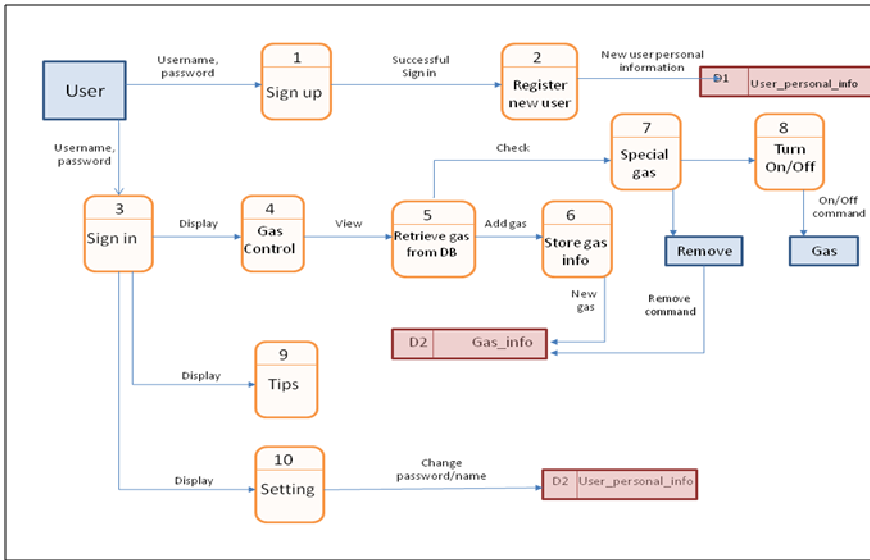 User
Username,
password
1
Sign up
Successful
Sign in
2
Register
new user
New user personal
information
D1 User_personal_info
Username,
password
3
Sign in
Display
4
Gas
Control
View
5
Retrieve gas
from DB
Check
7
Special
gas
8
Turn
On/Off
Add gas
6
Store gas
info
Remove
On/Off
command
Gas
New
gas
Remove
command
D2 Gas_info
Display
9
Tips
Display
10
Setting
Change
password/name
D2 User_personal_info